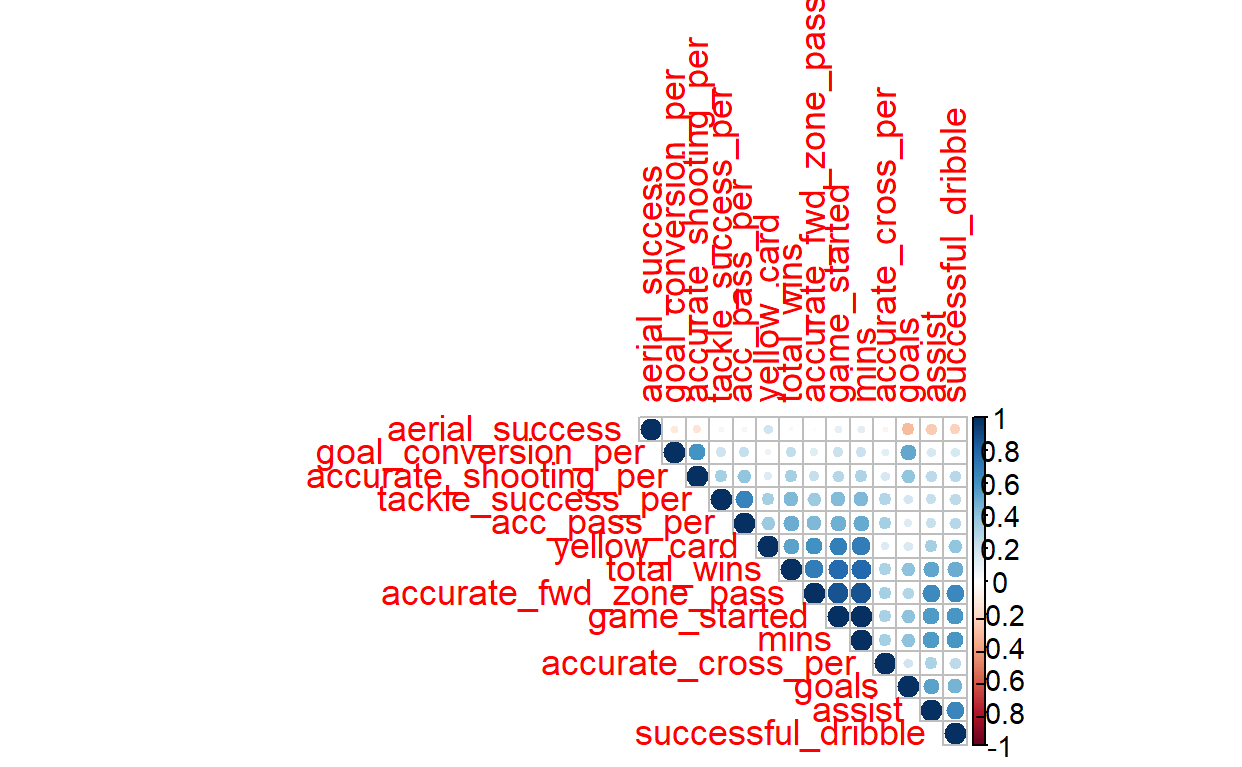 aerial_success
goal_conversion_per
accurate_shooting_per
tackle_success_per
acc_pass_per
yellow_card
total_wins
accurate_fwd_zone_pass
game_started
mins
accurate_cross_per
goals
assist
successful_dribble
aerial_success
goal_conversion_per
accurate_shooting_per
tackle_success_per
acc_pass_per
yellow_card
total_wins
accurate_fwd_zone_pass
game_started
mins
accurate_cross_per
goals
assist
successful_dribble
1
0.8
0.6
0.4
0.2
0
-0.2
-0.4
-0.6
-0.8
-1